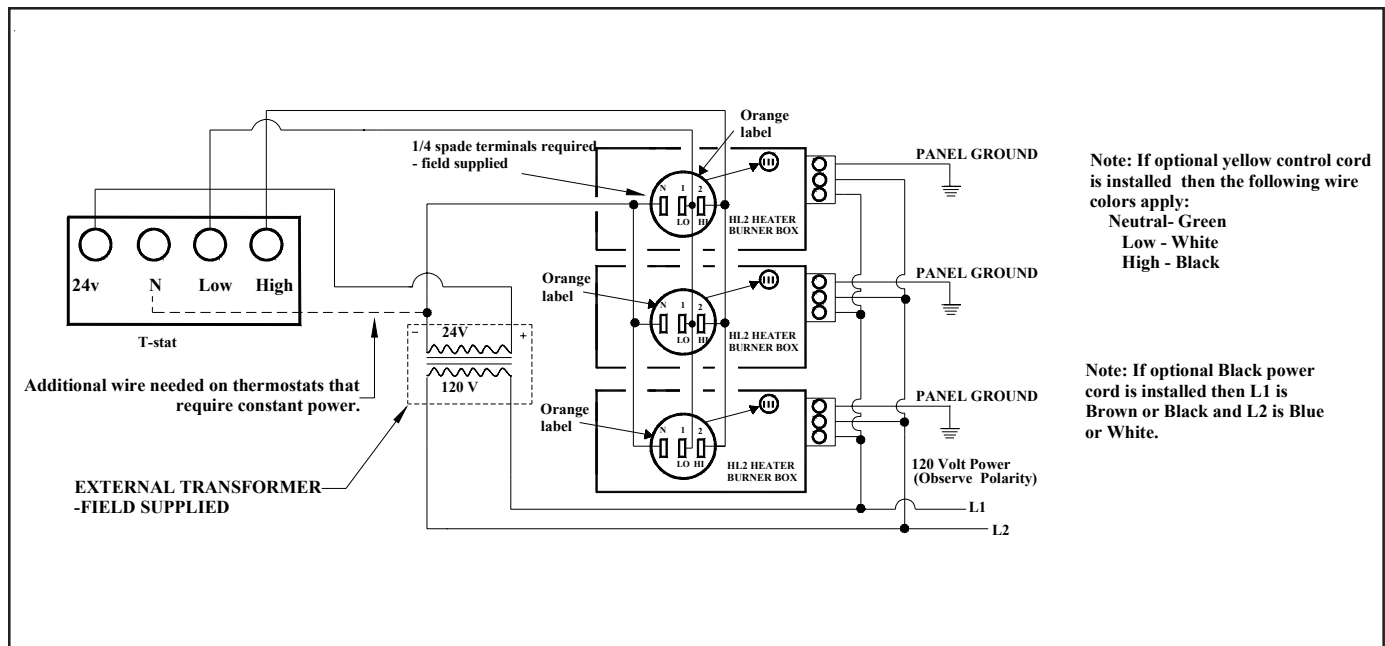 Orange
label
1/4 spade terminals required
- field supplied
N 1 2
LO HI
HL2 HEATER
BURNER BOX
PANEL GROUND
Note: If optional yellow control cord
is installed then the following wire
colors apply:
Neutral- Green
Low - White
High - Black
24v N Low High
T-stat
Additional wire needed on thermostats that
require constant power.
- 24V +
120 V
EXTERNAL TRANSFORMER
-FIELD SUPPLIED
Orange
label
N 1 2
LO HI
HL2 HEATER
BURNER BOX
PANEL GROUND
Orange
label
N 1 2
LO HI
HL2 HEATER
BURNER BOX
PANEL GROUND
Note: If optional Black power
cord is installed then L1 is
Brown or Black and L2 is Blue
or White.
120 Volt Power
(Observe Polarity)
L1
L2